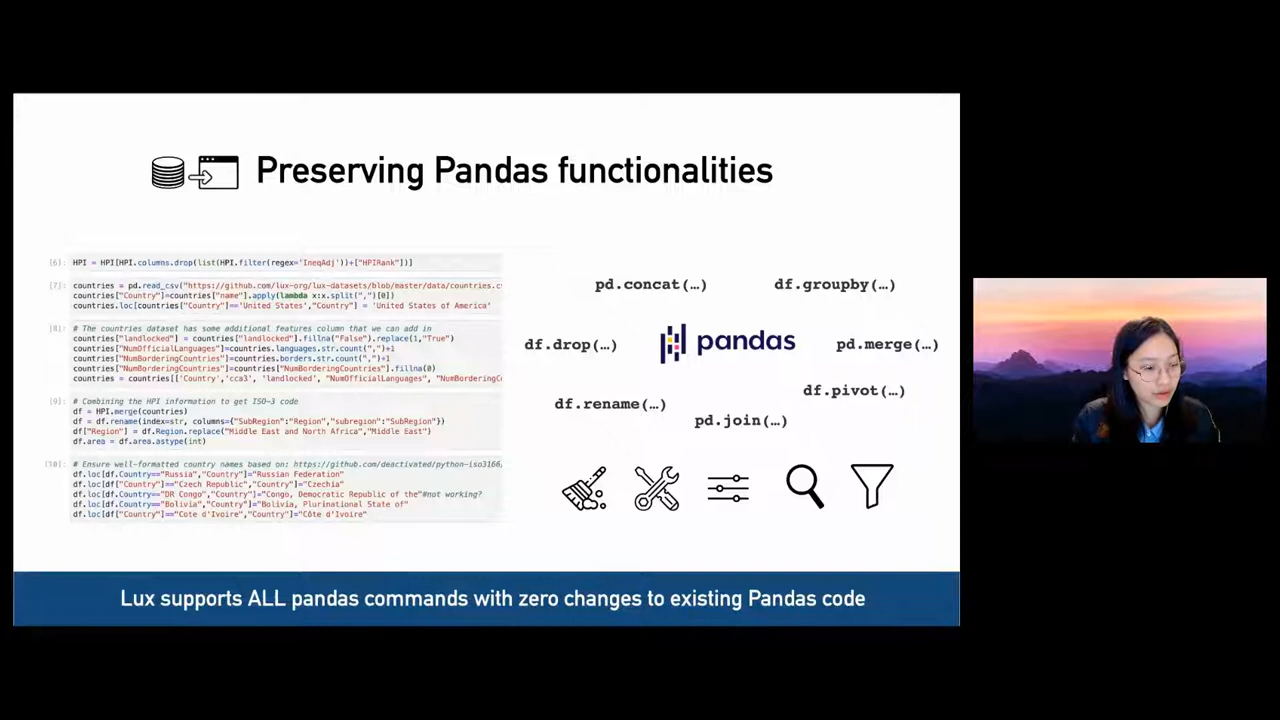 Preserving Pandas functionalities
[6]: HPI = HPI[HPI.columns.drop(list(HPI.filter(regex='IneqAdj'))+["HPIRank"])]
[7]: countries = pd.read_csv("https://github.com/lux-org/lux-datasets/blob/master/data/countries.c
countries["Country"]=countries["name"].apply(lambda x:x.split(",")[0])
countries.loc[countries["Country"]=='United States',"Country"] = 'United States of America'
[8]: # The countries dataset has some additional features column that we can add in
countries["landlocked"] = countries["landlocked"].fillna("False").replace(1,"True")
countries["NumOfficialLanguages"]=countries.languages.str.count(",")+1
countries["NumBorderingCountries"]=countries.borders.str.count(",")+1
countries["NumBorderingCountries"]=countries["NumBorderingCountries"].fillna(0)
countries = countries[['Country','cca3', 'landlocked', "NumOfficialLanguages", "NumBorderingCo
[9]: # Combining the HPI information to get ISO-3 code
df = HPI.merge(countries)
df = df.rename(index=str, columns={"SubRegion":"Region","subregion":"SubRegion"})
df["Region"] = df.Region.replace("Middle East and North Africa","Middle East")
df.area = df.area.astype(int)
[10]: # Ensure well-formatted country names based on: https://github.com/deactivated/python-iso3166/
df.loc[df.Country=="Russia","Country"]="Russian Federation"
df.loc[df["Country"]=="Czech Republic","Country"]="Czechia"
df.loc[df.Country=="DR Congo","Country"]="Congo, Democratic Republic of the"#not working?
df.loc[df.Country=="Bolivia","Country"]="Bolivia, Plurinational State of"
df.loc[df["Country"]=="Cote d'Ivoire","Country"]="Côte d'Ivoire"
pd.concat(…) df.groupby(…)
df.drop(…) pandas pd.merge(…)
df.pivot(…)
df.rename(…)
pd.join(…)
Lux supports ALL pandas commands with zero changes to existing Pandas code